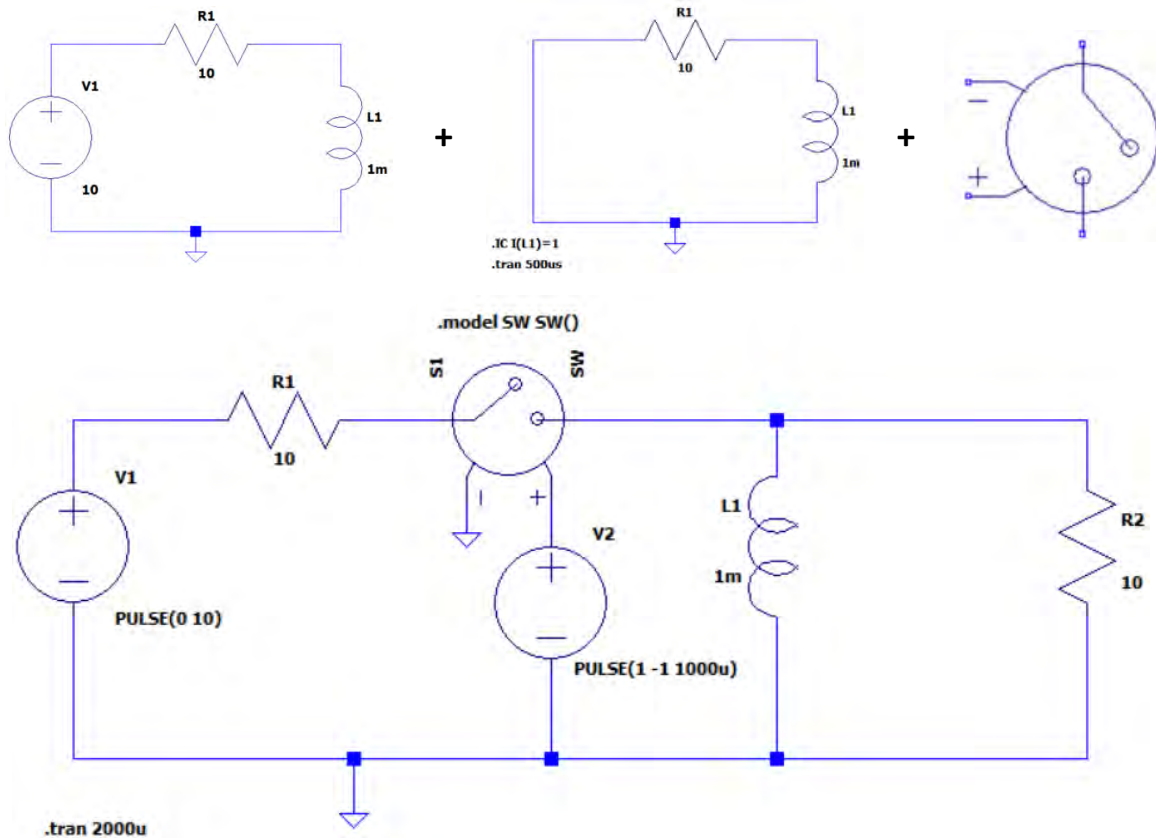 R1
10
V1
+
−
10
L1
1m
+
R1
10
L1
1m
.IC I(L1)=1
.tran 500us
+
−
+
.model SW SW()
S1
SW
R1
10
V1
+
−
PULSE(0 10)
−
+
V2
+
−
PULSE(1 -1 1000u)
L1
1m
R2
10
.tran 2000u